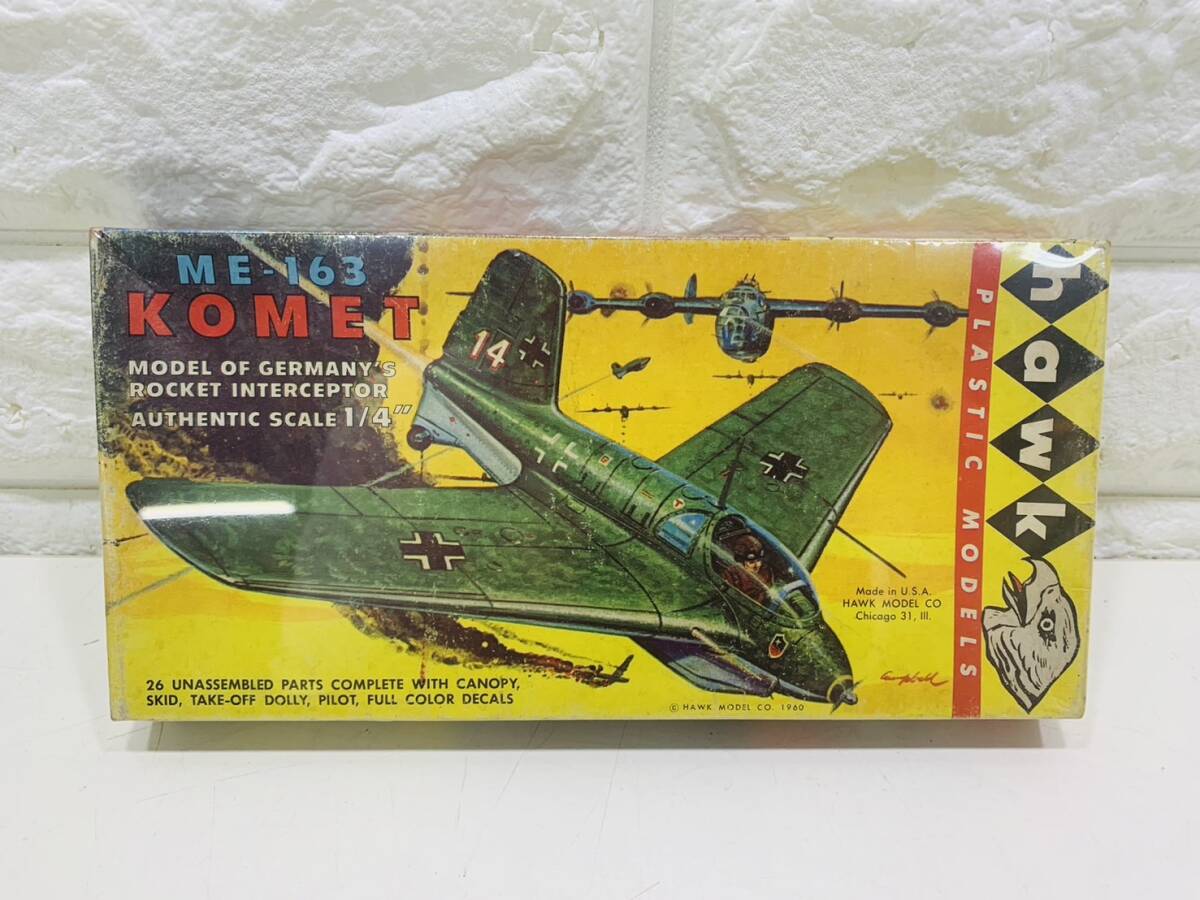 ME-163
KOMET
MODEL OF GERMANY'S
ROCKET INTERCEPTOR
AUTHENTIC SCALE 1/4"
14
hawk
PLASTIC MODELS
Made in U.S.A.
HAWK MODEL CO
Chicago 31, Ill.
Campbell
26 UNASSEMBLED PARTS COMPLETE WITH CANOPY,
SKID, TAKE-OFF DOLLY, PILOT, FULL COLOR DECALS
© HAWK MODEL CO. 1960